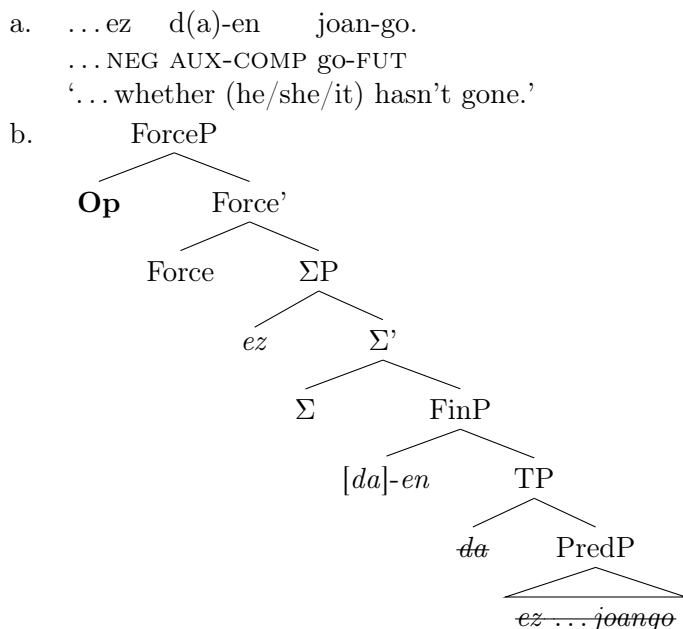 a. …ez d(a)-en joan-go.
…NEG AUX-COMP go-FUT
‘…whether (he/she/it) hasn't gone.’
b. ForceP
Op Force'
Force ΣP
ez Σ'
Σ FinP
[da]-en TP
da PredP
ez …joango